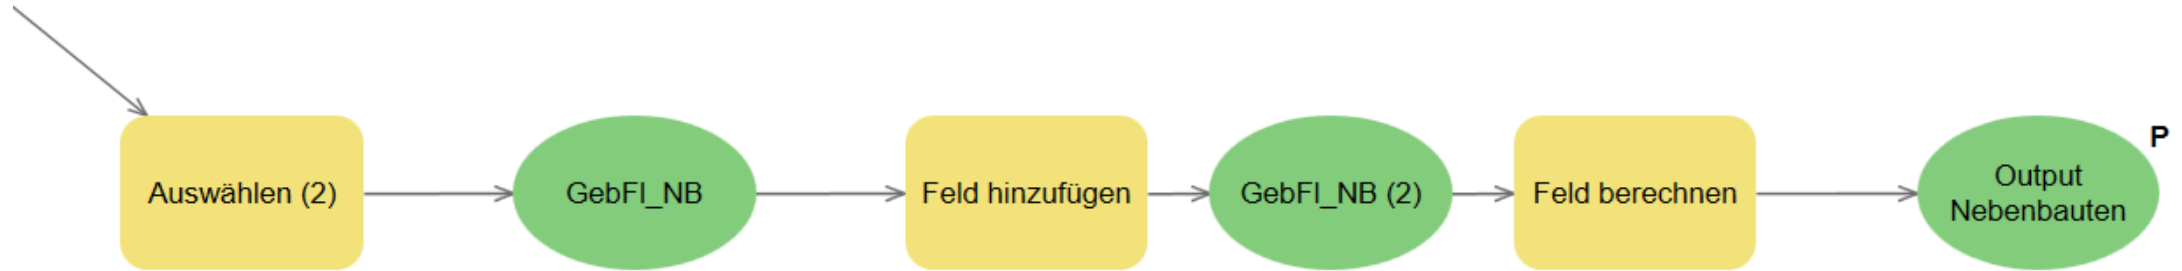 Auswählen (2)
GebFl_NB
Feld hinzufügen
GebFl_NB (2)
Feld berechnen
Output
Nebenbauten
P